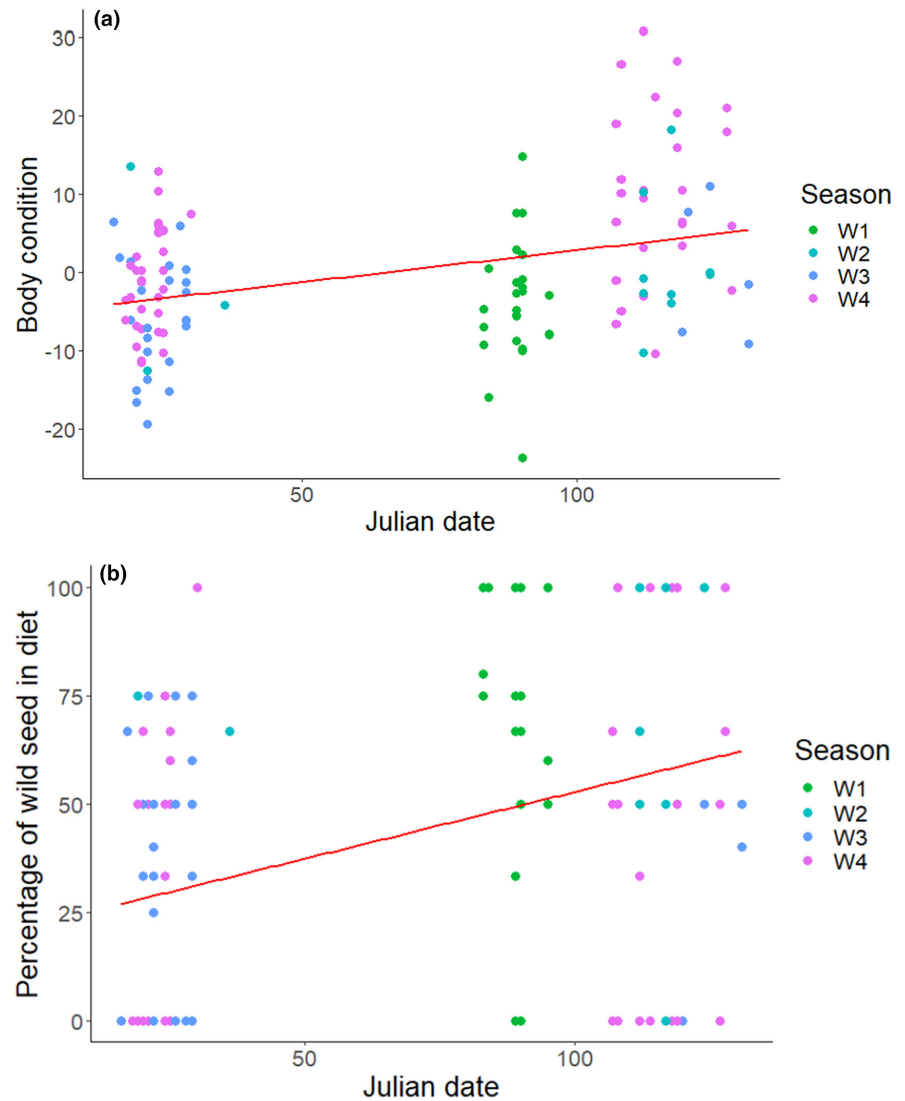 (a)
Body condition
30
20
10
0
-10
-20
50
100
Julian date
Season
W1
W2
W3
W4
(b)
Percentage of wild seed in diet
100
75
50
25
0
50
100
Julian date
Season
W1
W2
W3
W4